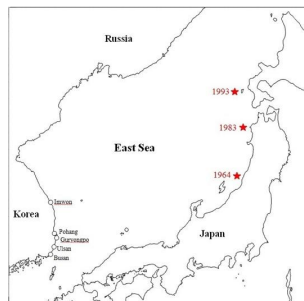 Russia
1993
1983
East Sea
1964
Imwon
Korea
Pohang
Guryongpo
Ulsan
Busan
Japan